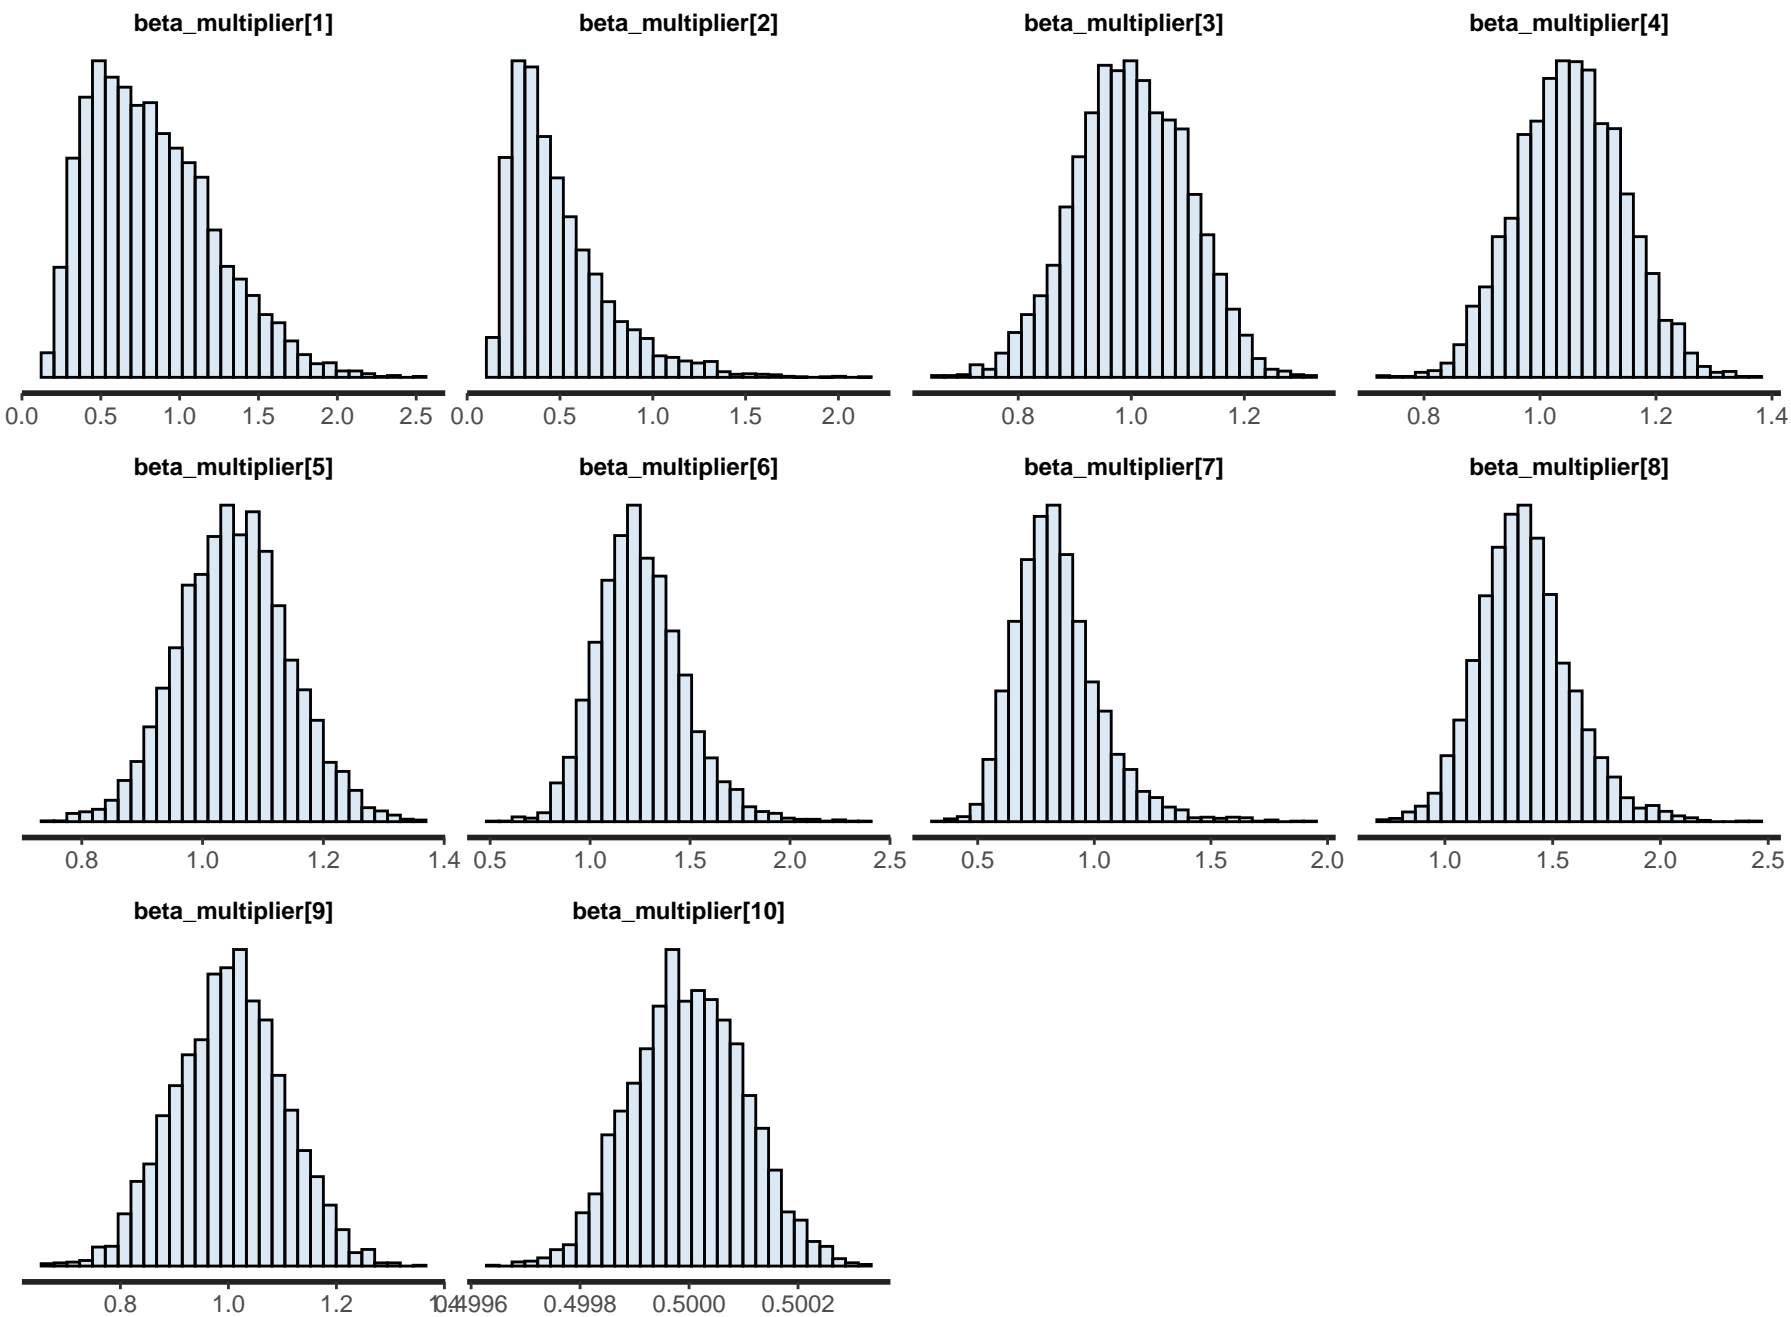 beta_multiplier[1] beta_multiplier[2] beta_multiplier[3] beta_multiplier[4]
0.0 0.5 1.0 1.5 2.0 2.5 0.0 0.5 1.0 1.5 2.0 0.8 1.0 1.2 0.8 1.0 1.2 1.4
beta_multiplier[5] beta_multiplier[6] beta_multiplier[7] beta_multiplier[8]
0.8 1.0 1.2 1.4 0.5 1.0 1.5 2.0 2.5 0.5 1.0 1.5 2.0 1.0 1.5 2.0 2.5
beta_multiplier[9] beta_multiplier[10]
0.8 1.0 1.2 1.4 0.4996 0.4998 0.5000 0.5002